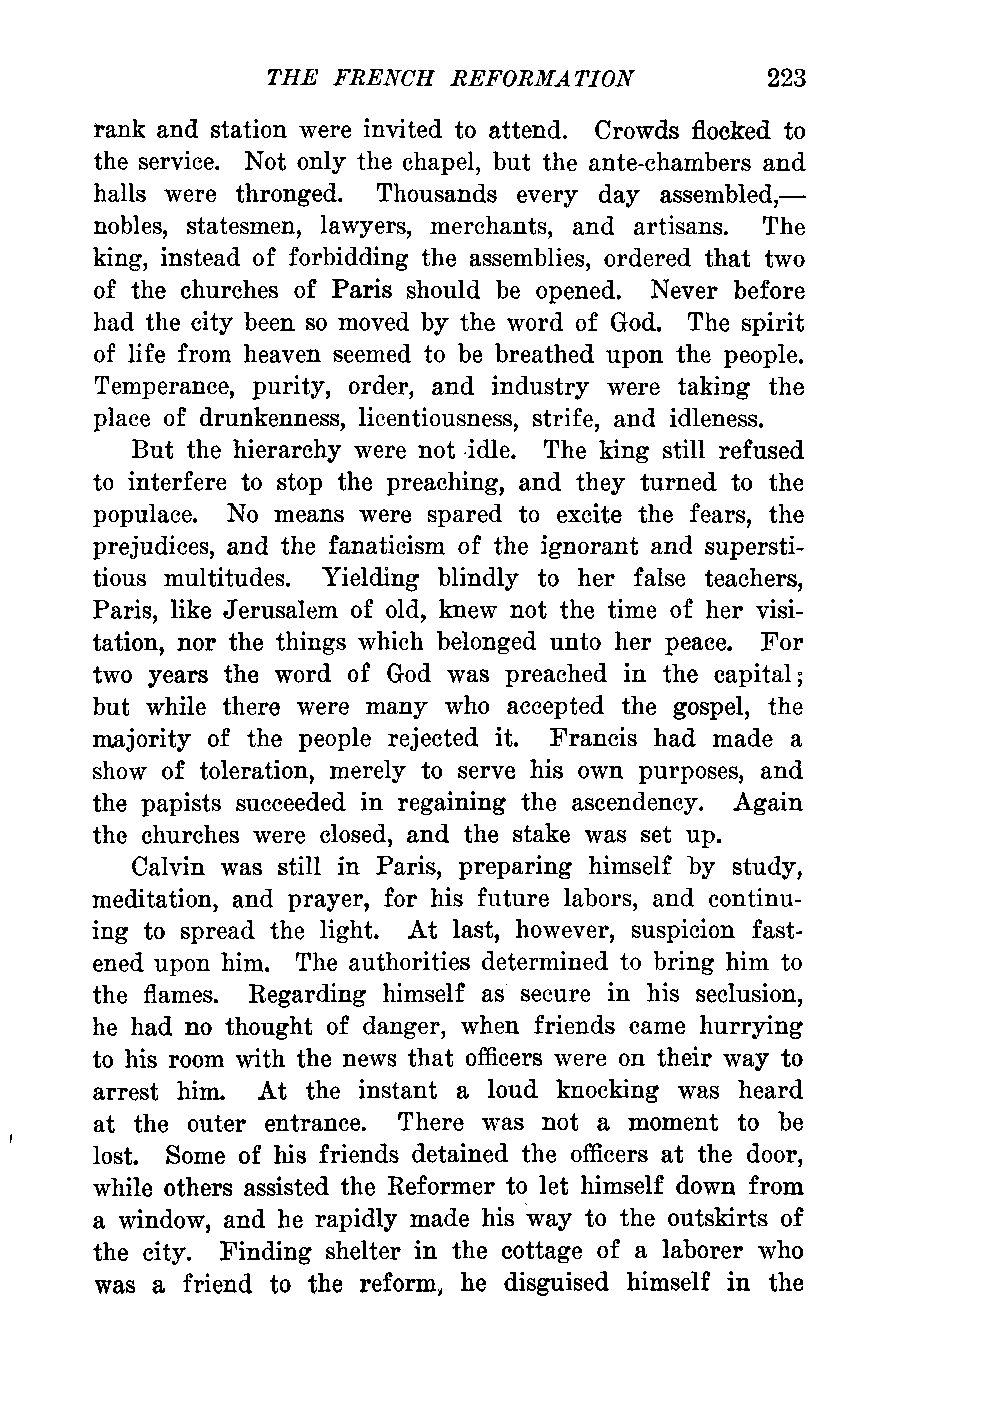 THE FRENCH REFORMATION 223
rank and station were invited to attend. Crowds flocked to
the service. Not only the chapel, but the ante-chambers and
halls were thronged. Thousands every day assembled,—
nobles, statesmen, lawyers, merchants, and artisans. The
king, instead of forbidding the assemblies, ordered that two
of the churches of Paris should be opened. Never before
had the city been so moved by the word of God. The spirit
of life from heaven seemed to be breathed upon the people.
Temperance, purity, order, and industry were taking the
place of drunkenness, licentiousness, strife, and idleness.
But the hierarchy were not idle. The king still refused
to interfere to stop the preaching, and they turned to the
populace. No means were spared to excite the fears, the
prejudices, and the fanaticism of the ignorant and supersti-
tious multitudes. Yielding blindly to her false teachers,
Paris, like Jerusalem of old, knew not the time of her visi-
tation, nor the things which belonged unto her peace. For
two years the word of God was preached in the capital;
but while there were many who accepted the gospel, the
majority of the people rejected it. Francis had made a
show of toleration, merely to serve his own purposes, and
the papists succeeded in regaining the ascendency. Again
the churches were closed, and the stake was set up.
Calvin was still in Paris, preparing himself by study,
meditation, and prayer, for his future labors, and continu-
ing to spread the light. At last, however, suspicion fast-
ened upon him. The authorities determined to bring him to
the flames. Regarding himself as secure in his seclusion,
he had no thought of danger, when friends came hurrying
to his room with the news that officers were on their way to
arrest him. At the instant a loud knocking was heard
at the outer entrance. There was not a moment to be
lost. Some of his friends detained the officers at the door,
while others assisted the Reformer to let himself down from
a window, and he rapidly made his way to the outskirts of
the city. Finding shelter in the cottage of a laborer who
was a friend to the reform, he disguised himself in the